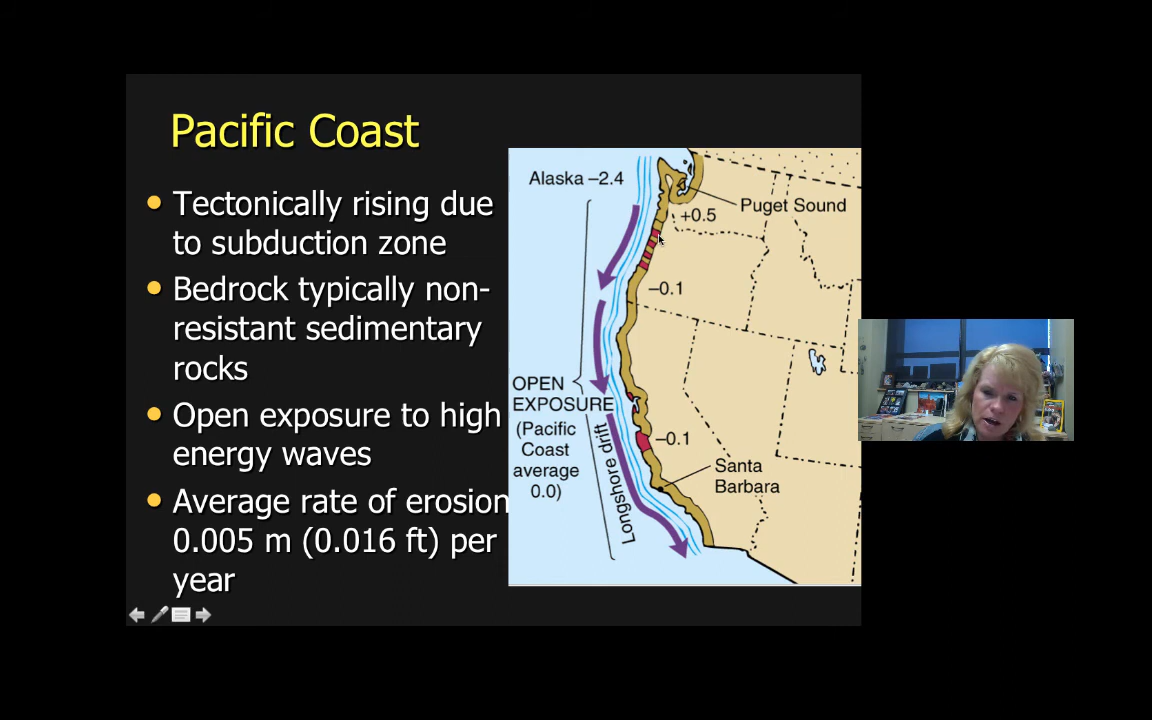 Pacific Coast
Tectonically rising due
to subduction zone
Bedrock typically non-
resistant sedimentary
rocks
Open exposure to high
energy waves
Average rate of erosion
0.005 m (0.016 ft) per
year
Alaska –2.4
Puget Sound
+0.5
–0.1
OPEN
EXPOSURE
(Pacific
Coast
average
0.0)
Longshore drift
–0.1
Santa
Barbara